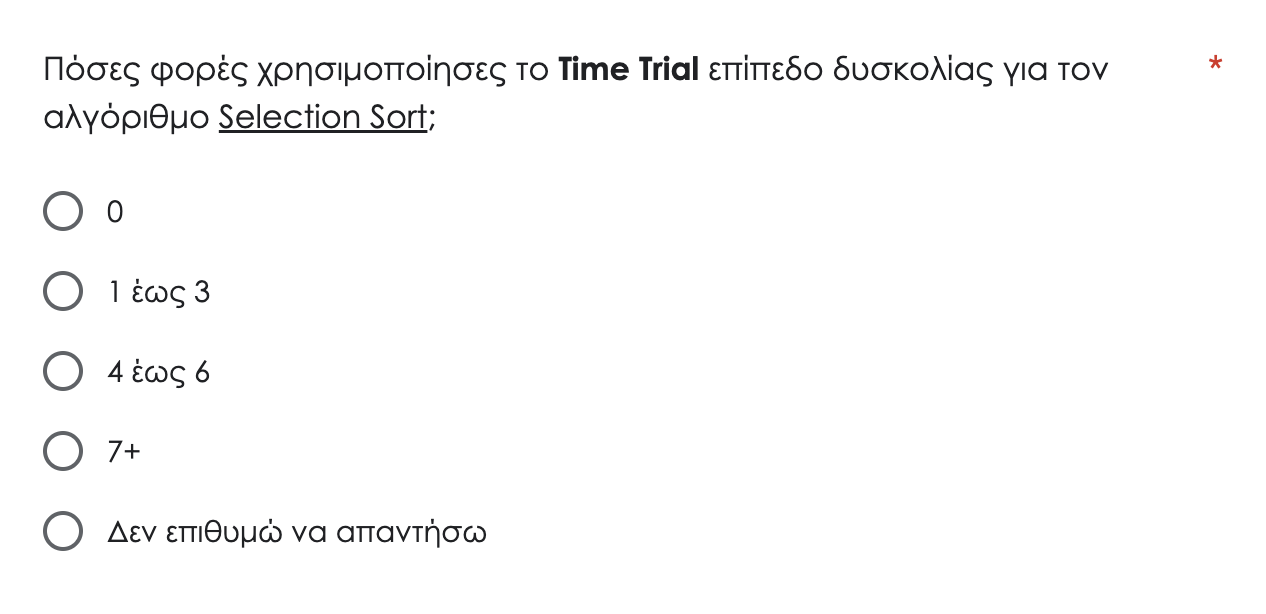 Πόσες φορές χρησιμοποίησες το Time Trial επίπεδο δυσκολίας για τον *
αλγόριθμο Selection Sort;
0
1 έως 3
4 έως 6
7+
Δεν επιθυμώ να απαντήσω